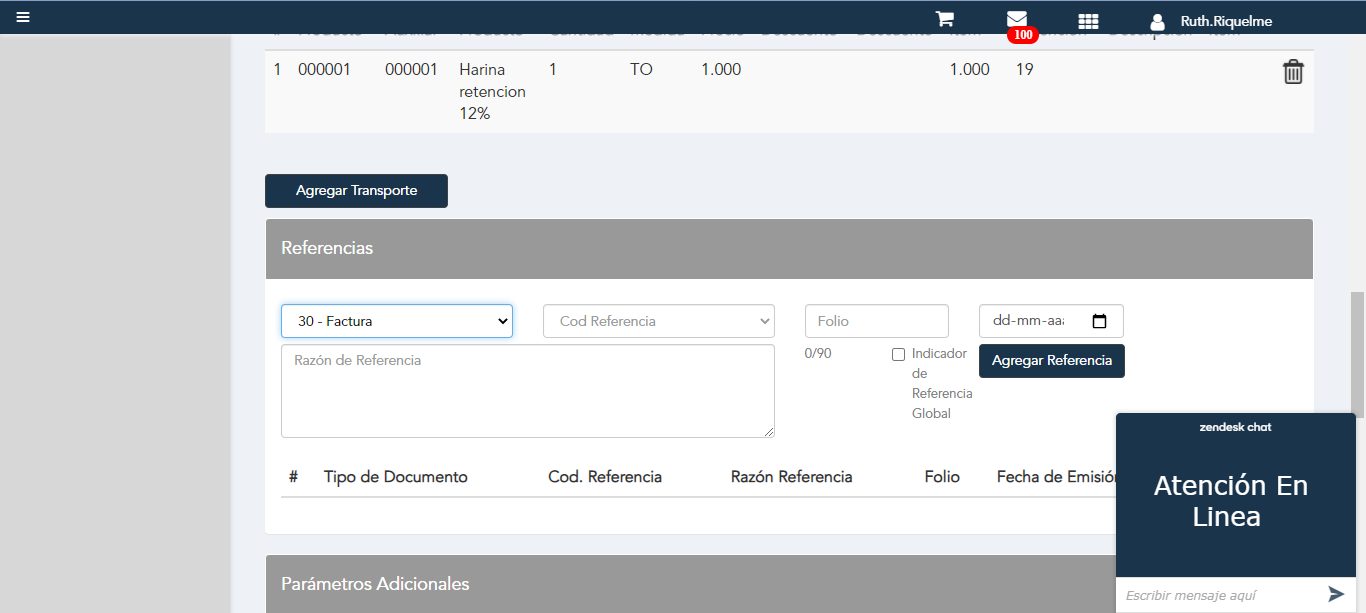 Ruth.Riquelme
100
1 000001 000001 Harina retencion 12% 1 TO 1.000 1.000 19
Agregar Transporte
Referencias
30 - Factura
Cod Referencia
Folio
dd-mm-aaa
Razón de Referencia
0/90
Indicador de Referencia Global
Agregar Referencia
# Tipo de Documento Cod. Referencia Razón Referencia Folio Fecha de Emisión
Parámetros Adicionales
zendesk chat
Atención En
Linea
Escribir mensaje aquí